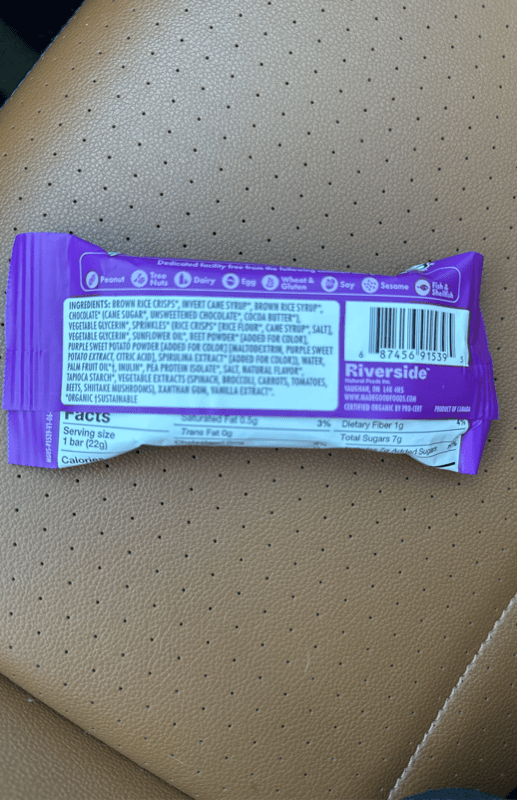 Dedicated facility free from the following
Peanut
Tree Nuts
Dairy
Egg
Wheat & Gluten
Soy
Sesame
Fish & Shellfish
INGREDIENTS: BROWN RICE CRISPS*, INVERT CANE SYRUP*, BROWN RICE SYRUP*,
CHOCOLATE* (CANE SUGAR*, UNSWEETENED CHOCOLATE*, COCOA BUTTER*),
VEGETABLE GLYCERIN*, SPRINKLES* (RICE CRISPS* [RICE FLOUR*, CANE SYRUP*, SALT],
VEGETABLE GLYCERIN*, SUNFLOWER OIL*, BEET POWDER* [ADDED FOR COLOR],
PURPLE SWEET POTATO POWDER [ADDED FOR COLOR] [MALTODEXTRIN, PURPLE SWEET
POTATO EXTRACT, CITRIC ACID], SPIRULINA EXTRACT* [ADDED FOR COLOR]), WATER,
PALM FRUIT OIL*‡, INULIN*, PEA PROTEIN ISOLATE*, SALT, NATURAL FLAVOR*,
TAPIOCA STARCH*, VEGETABLE EXTRACTS (SPINACH, BROCCOLI, CARROTS, TOMATOES,
BEETS, SHIITAKE MUSHROOMS), XANTHAN GUM, VANILLA EXTRACT*.
*ORGANIC ‡SUSTAINABLE
6 87456 91539 5
Riverside
Natural Foods Inc.
VAUGHAN, ON L4K 4H5
WWW.MADEGOODFOODS.COM
CERTIFIED ORGANIC BY PRO-CERT PRODUCT OF CANADA
Facts
Serving size
1 bar (22g)
Calories
Saturated Fat 0.5g 3%
Trans Fat 0g
Dietary Fiber 1g 4%
Total Sugars 7g
Added Sugars